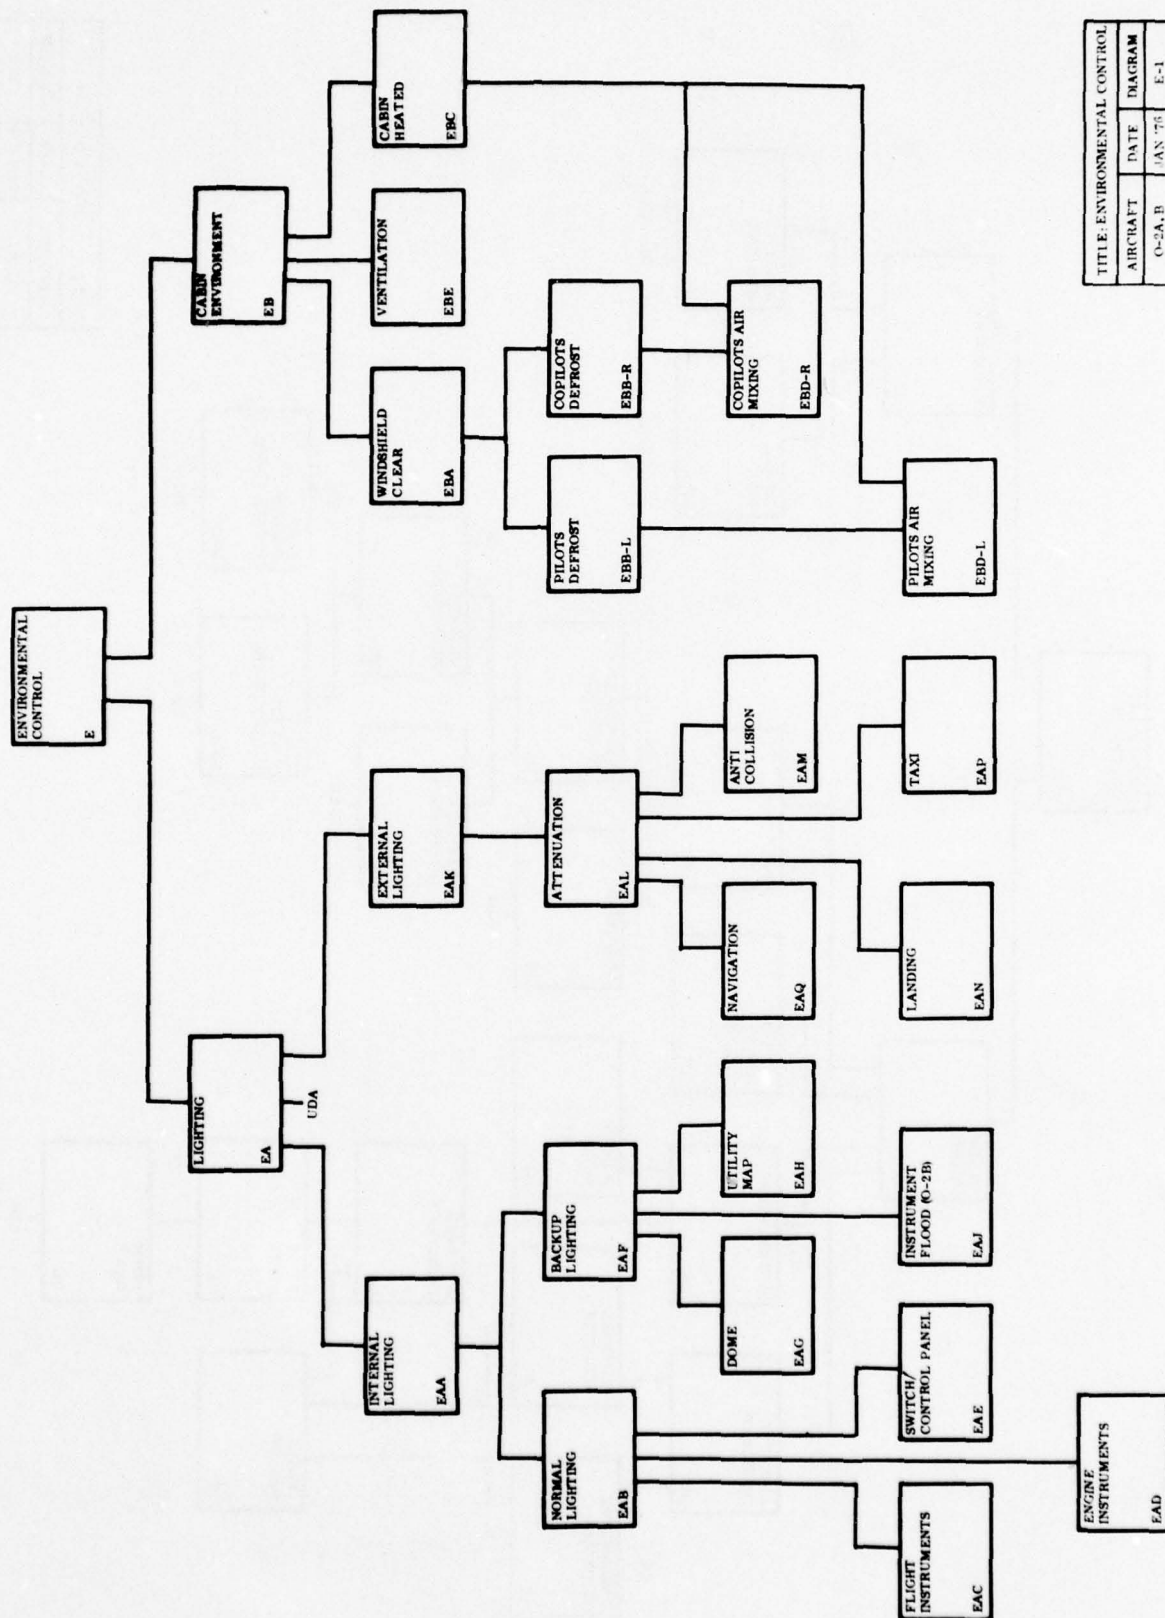 ENVIRONMENTAL
CONTROL
E
LIGHTING
EA
UDA
CABIN
ENVIRONMENT
EB
INTERNAL
LIGHTING
EAA
EXTERNAL
LIGHTING
EAK
WINDSHIELD
CLEAR
EBA
VENTILATION
EBE
CABIN
HEATED
EBC
NORMAL
LIGHTING
EAB
BACKUP
LIGHTING
EAF
ATTENUATION
EAL
PILOTS
DEFROST
EBB-L
COPILOTS
DEFROST
EBB-R
DOME
EAG
UTILITY
MAP
EAH
NAVIGATION
EAQ
ANTI
COLLISION
EAM
COPILOTS AIR
MIXING
EBD-R
FLIGHT
INSTRUMENTS
EAC
SWITCH/
CONTROL PANEL
EAE
INSTRUMENT
FLOOD (O-2B)
EAJ
LANDING
EAN
TAXI
EAP
PILOTS AIR
MIXING
EBD-L
ENGINE
INSTRUMENTS
EAD
TITLE: ENVIRONMENTAL CONTROL
AIRCRAFT DATE DIAGRAM
O-2A, B JAN '76 E-1